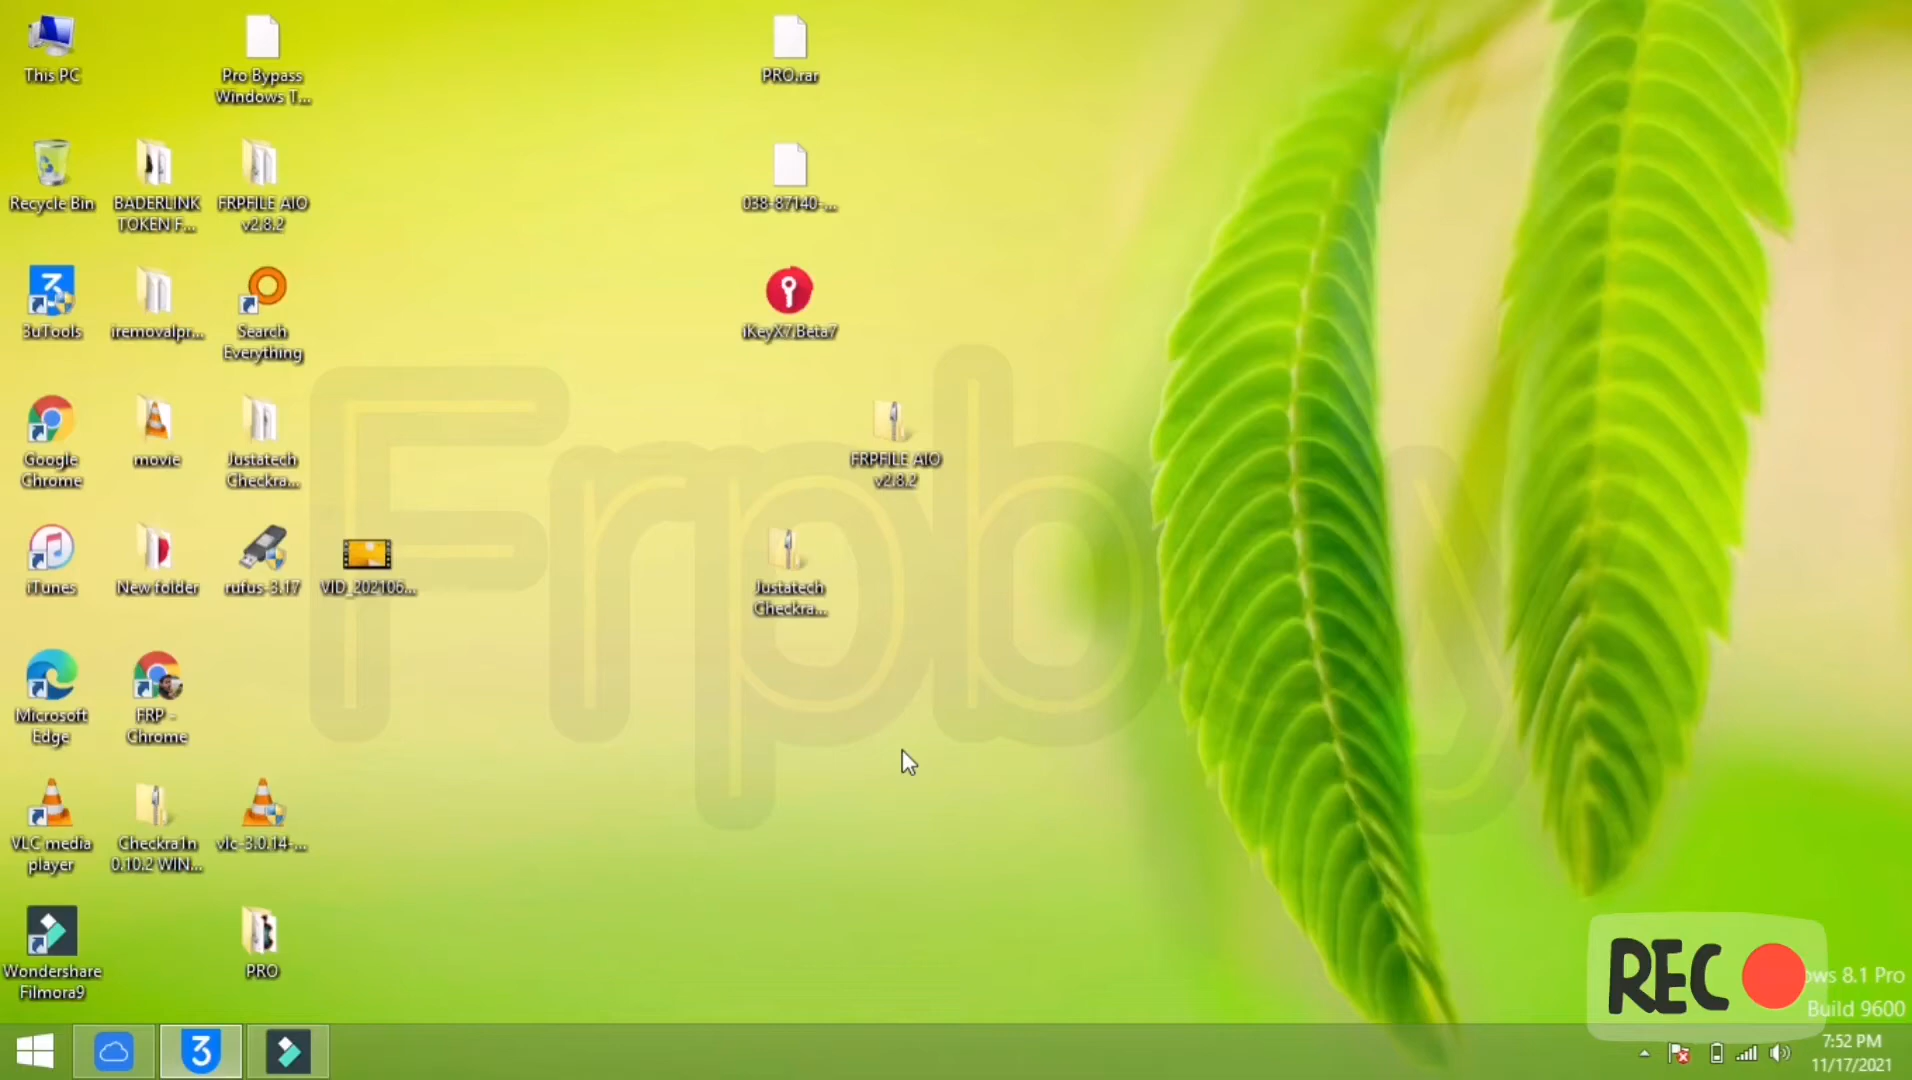 This PC
Pro Bypass
Windows T...
PRO.rar
Recycle Bin
BADERLINK
TOKEN F...
FRPFILE AIO
v2.8.2
038-87140-...
3uTools
iremovalpr...
Search
Everything
iKeyX7.Beta7
Google
Chrome
movie
Justatech
Checkra...
FRPFILE AIO
v2.8.2
iTunes
New folder
rufus-3.17
VID_202106...
Justatech
Checkra...
Microsoft
Edge
FRP -
Chrome
VLC media
player
Checkra1n
0.10.2 WIN...
vlc-3.0.14-...
Wondershare
Filmora9
PRO
REC
ows 8.1 Pro
Build 9600
7:52 PM
11/17/2021